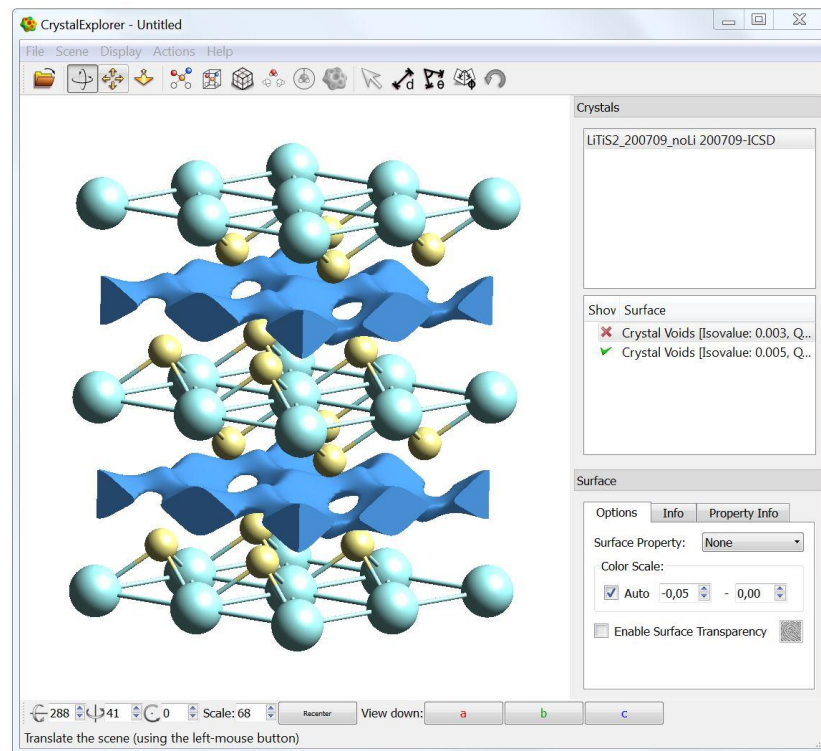 CrystalExplorer - Untitled
File Scene Display Actions Help
d θ
Crystals
LiTiS2_200709_noLi 200709-ICSD
Shov Surface
Crystal Voids [Isovalue: 0.003, Q...
Crystal Voids [Isovalue: 0.005, Q...
Surface
Options Info Property Info
Surface Property: None
Color Scale:
Auto -0,05 - 0,00
Enable Surface Transparency
288 41 0 Scale: 68 Recenter View down: a b c
Translate the scene (using the left-mouse button)